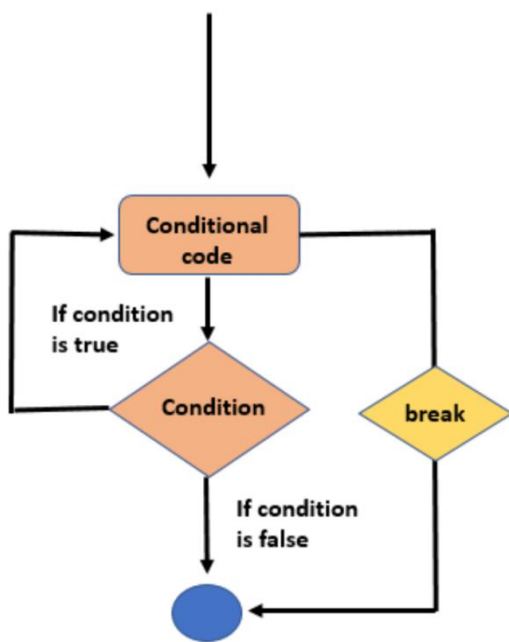 Conditional
code
If condition
is true
Condition
break
If condition
is false